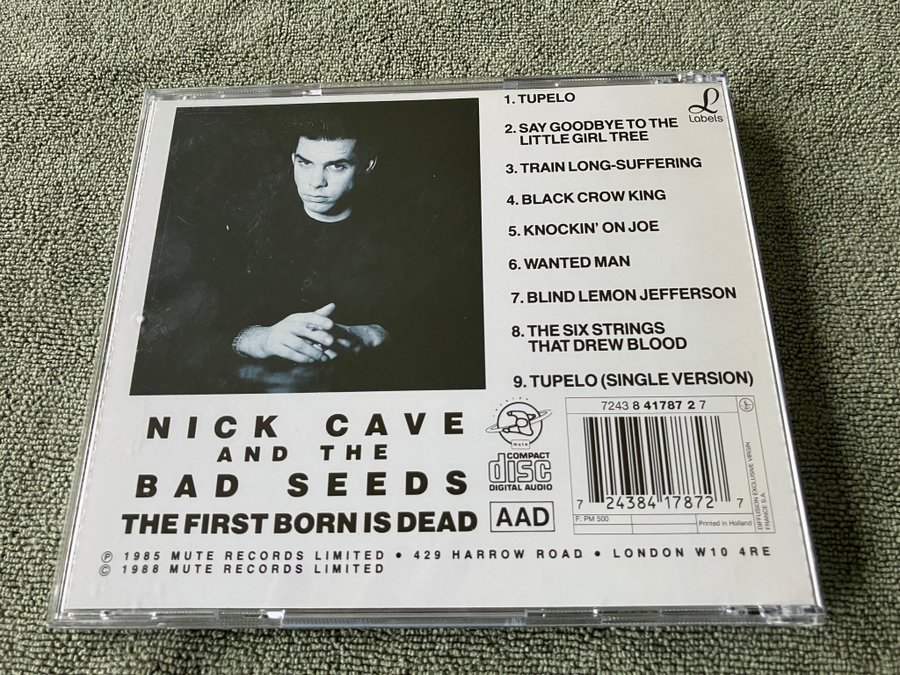 1. TUPELO
2. SAY GOODBYE TO THE
LITTLE GIRL TREE
3. TRAIN LONG-SUFFERING
4. BLACK CROW KING
5. KNOCKIN' ON JOE
6. WANTED MAN
7. BLIND LEMON JEFFERSON
8. THE SIX STRINGS
THAT DREW BLOOD
9. TUPELO (SINGLE VERSION)
L
Labels
NICK CAVE
AND THE
BAD SEEDS
THE FIRST BORN IS DEAD
mute
COMPACT
disc
DIGITAL AUDIO
AAD
7243 8 41787 2 7
7 24384 17872 7
F: PM 500
Printed in Holland
DIFFUSION EXCLUSIVE VIRGIN
FRANCE S.A.
℗ 1985 MUTE RECORDS LIMITED • 429 HARROW ROAD • LONDON W10 4RE
© 1988 MUTE RECORDS LIMITED